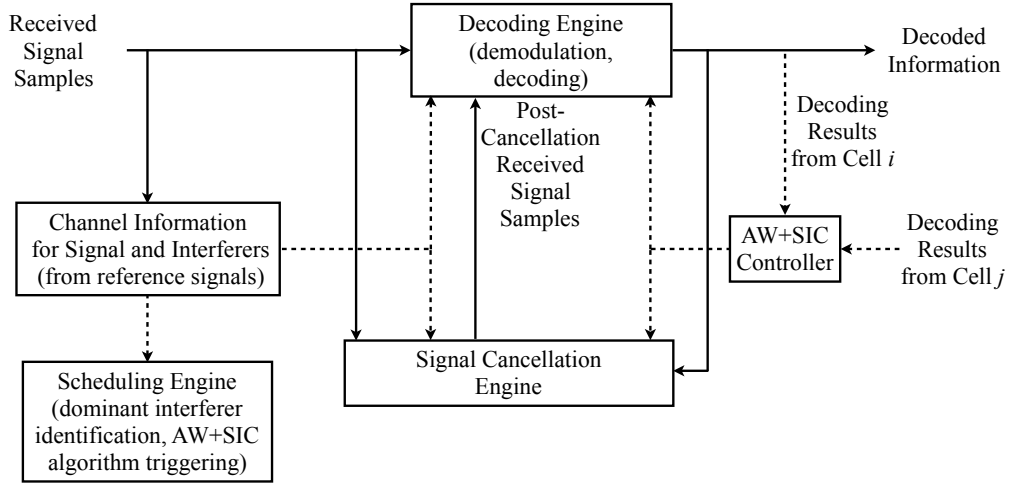 Received
Signal
Samples
Decoding Engine
(demodulation,
decoding)
Decoded
Information
Post-
Cancellation
Received
Signal
Samples
Decoding
Results
from Cell i
Channel Information
for Signal and Interferers
(from reference signals)
AW+SIC
Controller
Decoding
Results
from Cell j
Signal Cancellation
Engine
Scheduling Engine
(dominant interferer
identification, AW+SIC
algorithm triggering)